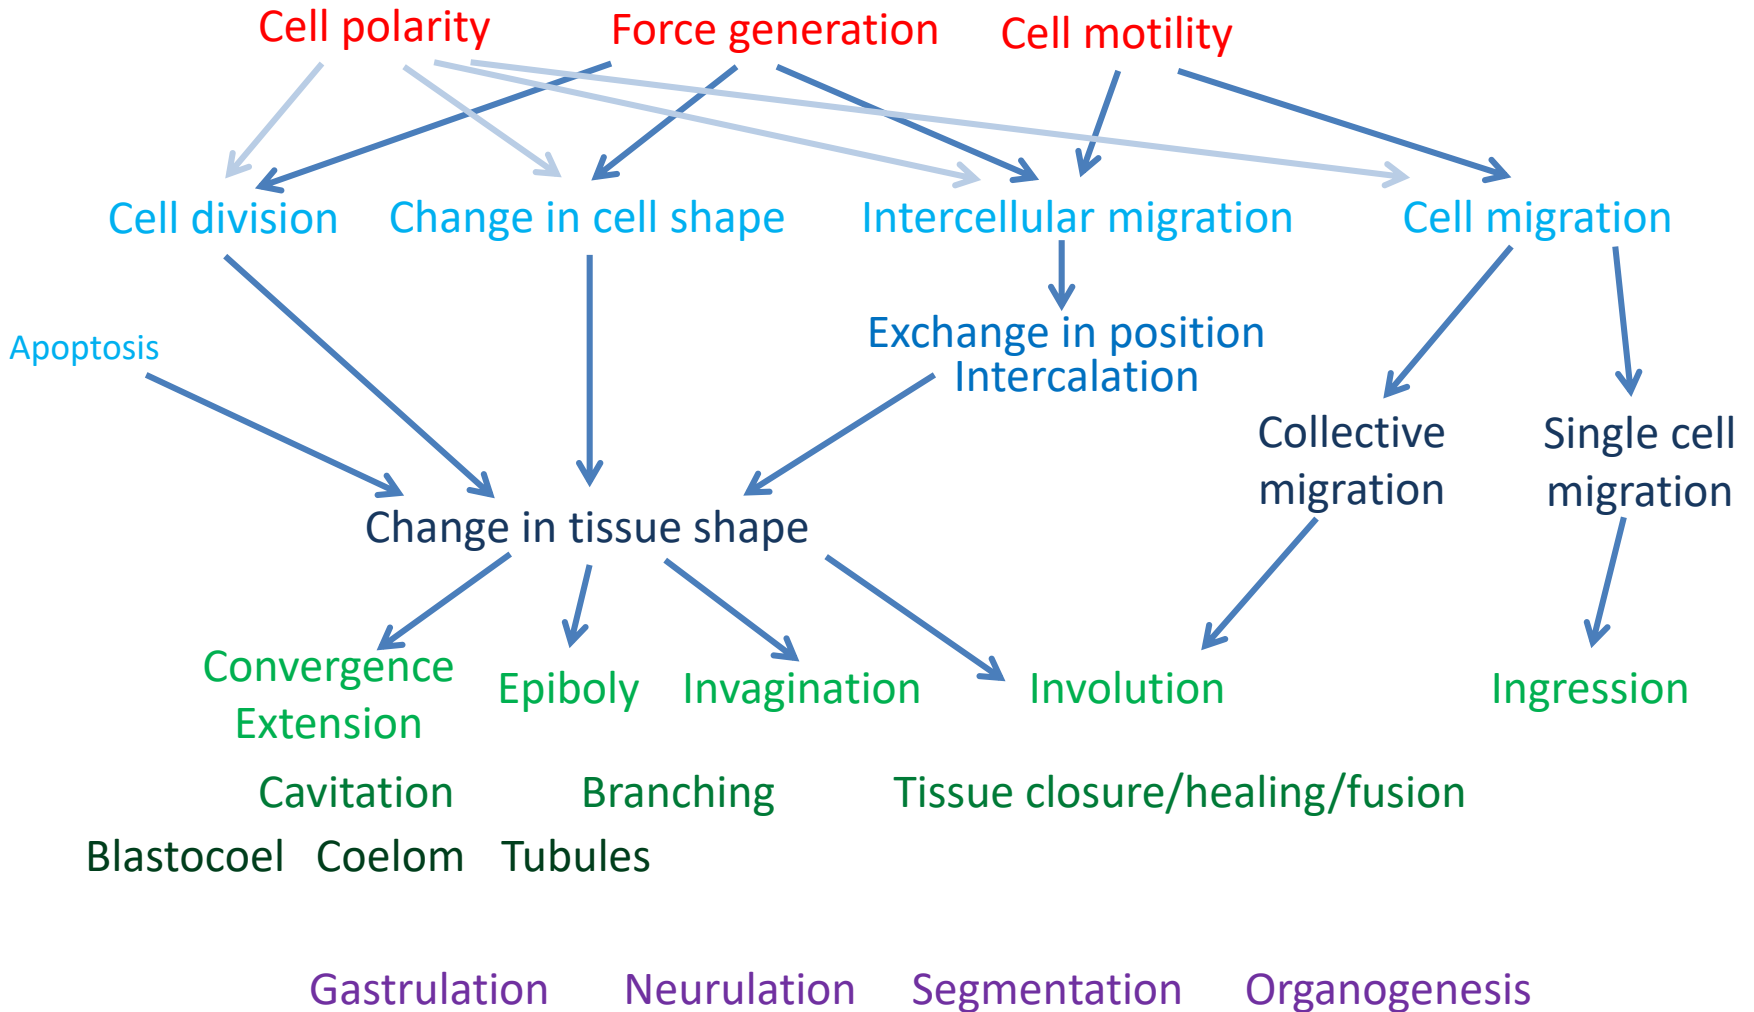 Cell polarity
Force generation
Cell motility
Cell division
Change in cell shape
Intercellular migration
Cell migration
Apoptosis
Exchange in position
Intercalation
Collective
migration
Single cell
migration
Change in tissue shape
Convergence
Extension
Epiboly
Invagination
Involution
Ingression
Cavitation
Branching
Tissue closure/healing/fusion
Blastocoel
Coelom
Tubules
Gastrulation
Neurulation
Segmentation
Organogenesis